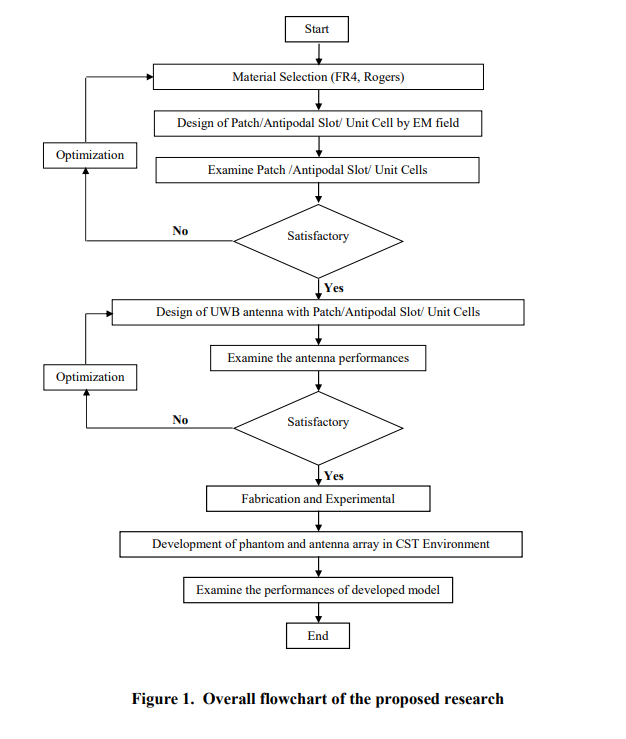 Start
Material Selection (FR4, Rogers)
Design of Patch/Antipodal Slot/ Unit Cell by EM field
Optimization
Examine Patch /Antipodal Slot/ Unit Cells
Satisfactory
No
Yes
Design of UWB antenna with Patch/Antipodal Slot/ Unit Cells
Examine the antenna performances
Optimization
Satisfactory
No
Yes
Fabrication and Experimental
Development of phantom and antenna array in CST Environment
Examine the performances of developed model
End
Figure 1. Overall flowchart of the proposed research